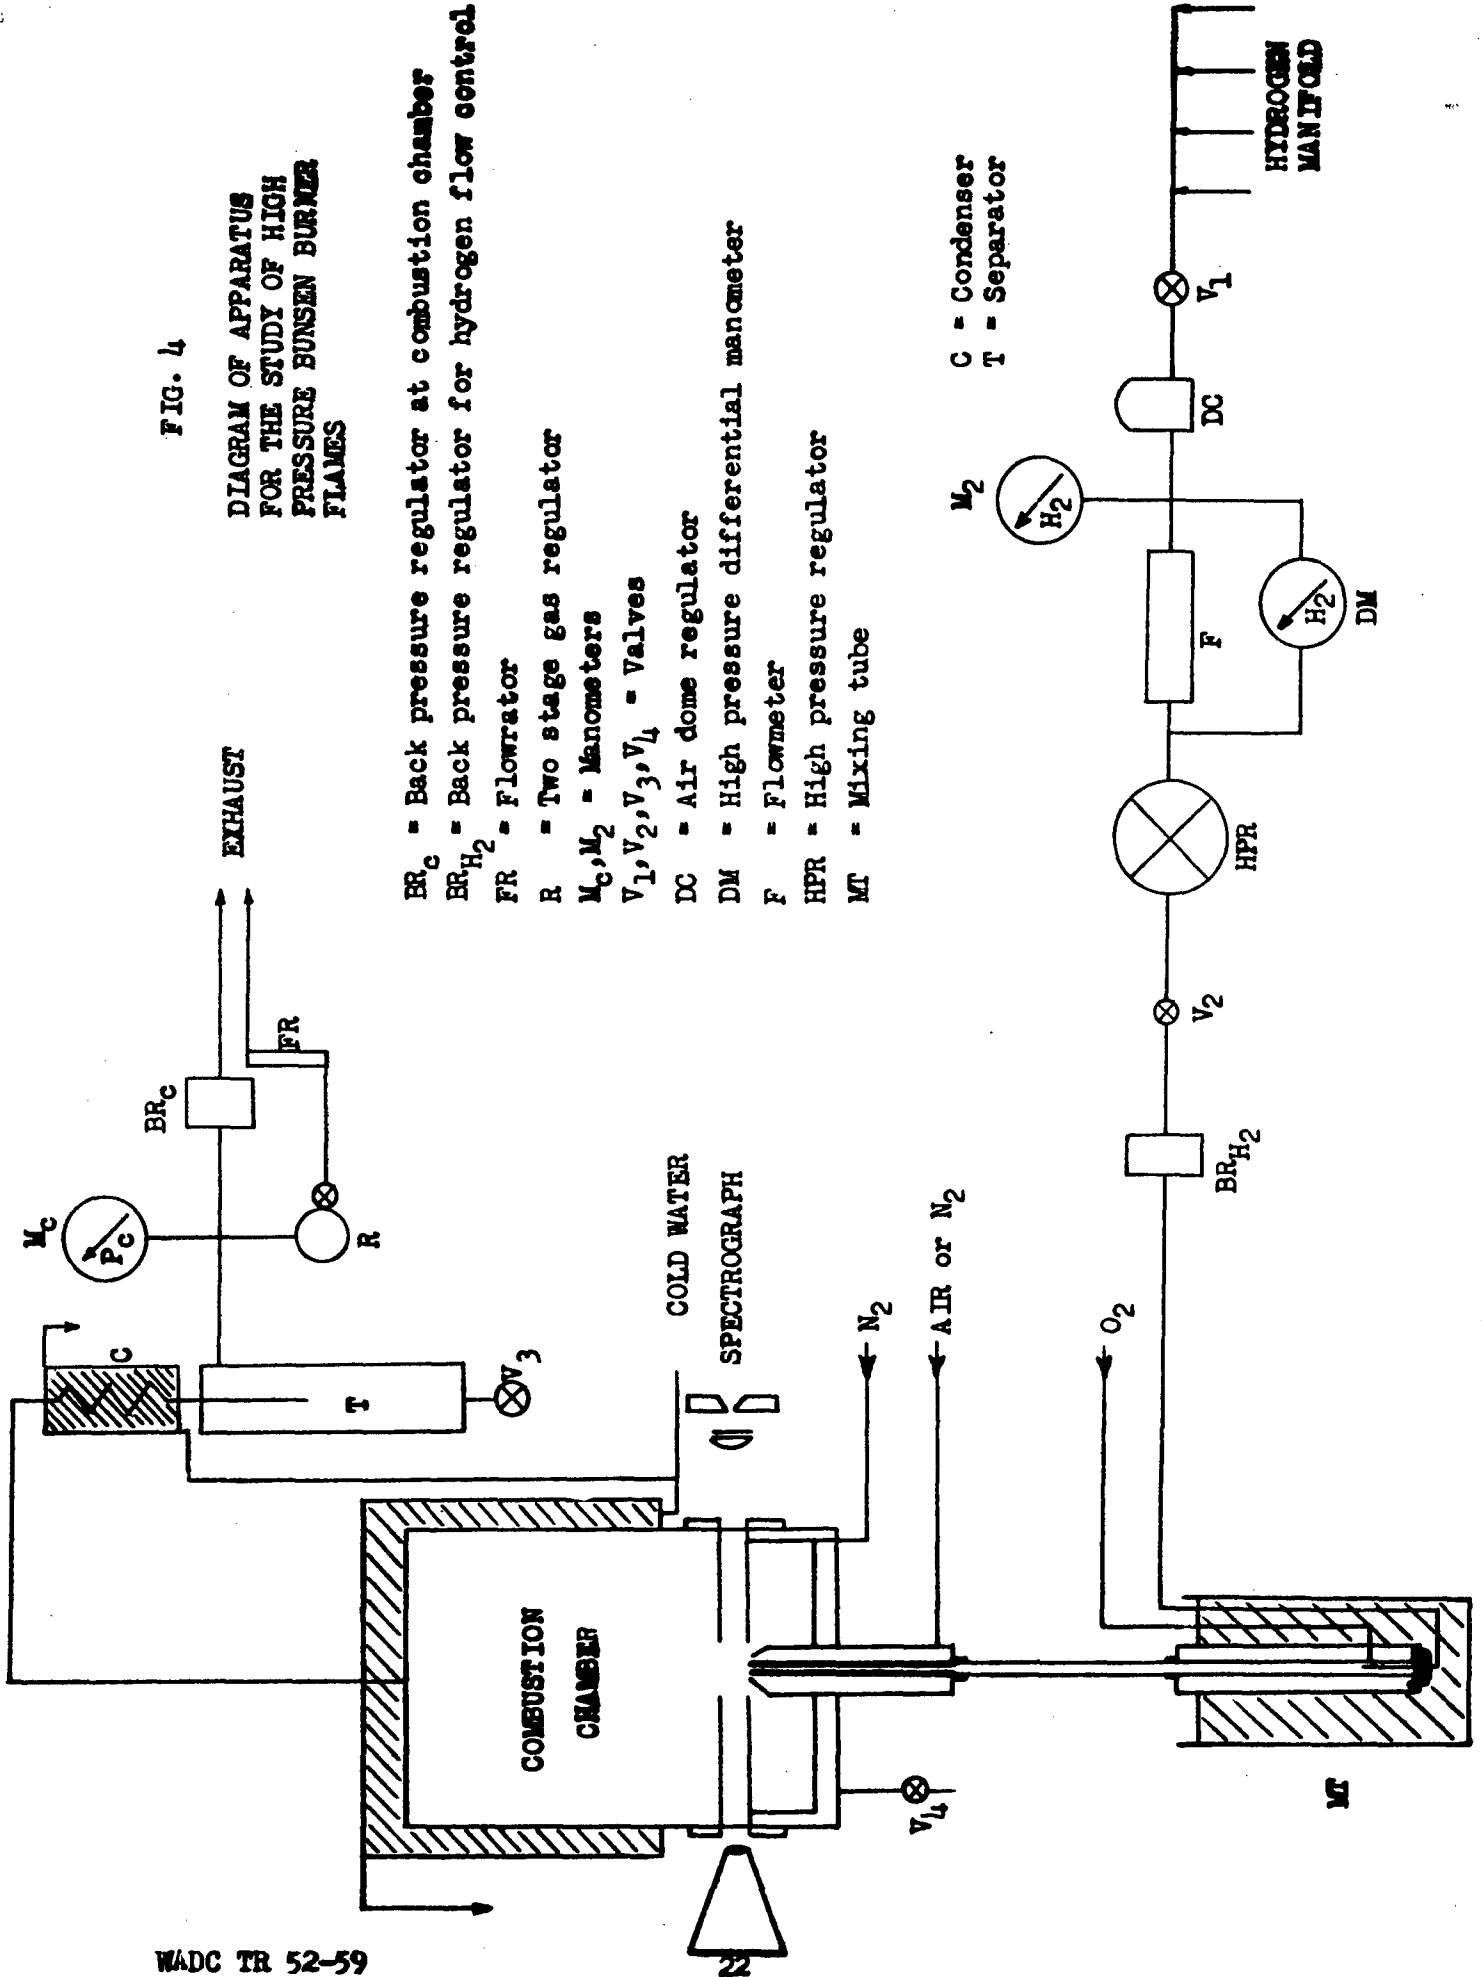 FIG. 4
DIAGRAM OF APPARATUS
FOR THE STUDY OF HIGH
PRESSURE BUNSEN BURNER
FLAMES
BRc = Back pressure regulator at combustion chamber
BRH2 = Back pressure regulator for hydrogen flow control
FR = Flowrator
R = Two stage gas regulator
Mc, M2 = Manometers
V1, V2, V3, V4 = Valves
DC = Air dome regulator
DM = High pressure differential manometer
F = Flowmeter
HPR = High pressure regulator
MT = Mixing tube
C = Condenser
T = Separator
EXHAUST
FR
BRc
Mc
Pc
R
C
T
V3
COLD WATER
SPECTROGRAPH
N2
AIR or N2
O2
COMBUSTION
CHAMBER
V4
MT
BRH2
V2
HPR
F
H2
DM
M2
H2
DC
V1
HYDROGEN
MANIFOLD
WADC TR 52-59
22